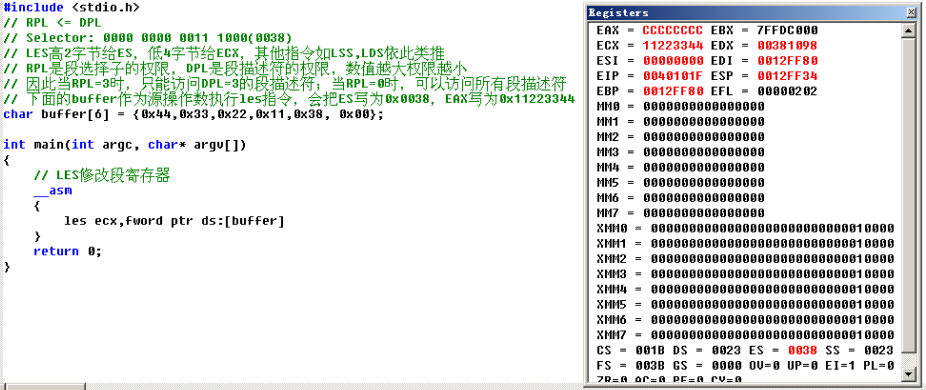 #include <stdio.h>
// RPL <= DPL
// Selector: 0000 0000 0011 1000(0038)
// LES高2字节给ES, 低4字节给ECX, 其他指令如LSS,LDS依此类推
// RPL是段选择子的权限, DPL是段描述符的权限, 数值越大权限越小
// 因此当RPL=3时, 只能访问DPL=3的段描述符; 当RPL=0时, 可以访问所有段描述符
// 下面的buffer作为源操作数执行les指令, 会把ES写为0x0038, EAX写为0x11223344
char buffer[6] = {0x44,0x33,0x22,0x11,0x38, 0x00};
int main(int argc, char* argv[])
{
// LES修改段寄存器
__asm
{
les ecx,fword ptr ds:[buffer]
}
return 0;
}
Registers
EAX = CCCCCCCC EBX = 7FFDC000
ECX = 11223344 EDX = 00381098
ESI = 00000000 EDI = 0012FF80
EIP = 0040101F ESP = 0012FF34
EBP = 0012FF80 EFL = 00000202
MM0 = 0000000000000000
MM1 = 0000000000000000
MM2 = 0000000000000000
MM3 = 0000000000000000
MM4 = 0000000000000000
MM5 = 0000000000000000
MM6 = 0000000000000000
MM7 = 0000000000000000
XMM0 = 00000000000000000000000000010000
XMM1 = 00000000000000000000000000010000
XMM2 = 00000000000000000000000000010000
XMM3 = 00000000000000000000000000010000
XMM4 = 00000000000000000000000000010000
XMM5 = 00000000000000000000000000010000
XMM6 = 00000000000000000000000000010000
XMM7 = 00000000000000000000000000010000
CS = 001B DS = 0023 ES = 0038 SS = 0023
FS = 003B GS = 0000 OV=0 UP=0 EI=1 PL=0
ZR=0 AC=0 PE=0 CY=0